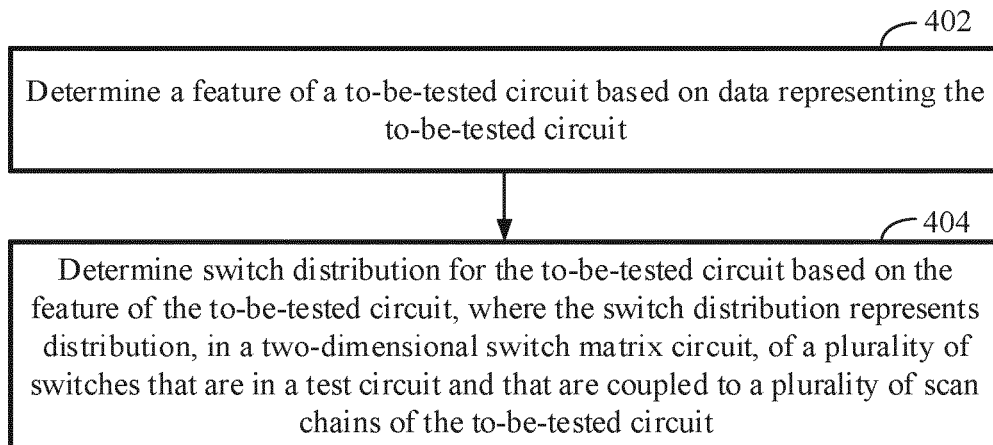 402
Determine a feature of a to-be-tested circuit based on data representing the
to-be-tested circuit
404
Determine switch distribution for the to-be-tested circuit based on the
feature of the to-be-tested circuit, where the switch distribution represents
distribution, in a two-dimensional switch matrix circuit, of a plurality of
switches that are in a test circuit and that are coupled to a plurality of scan
chains of the to-be-tested circuit